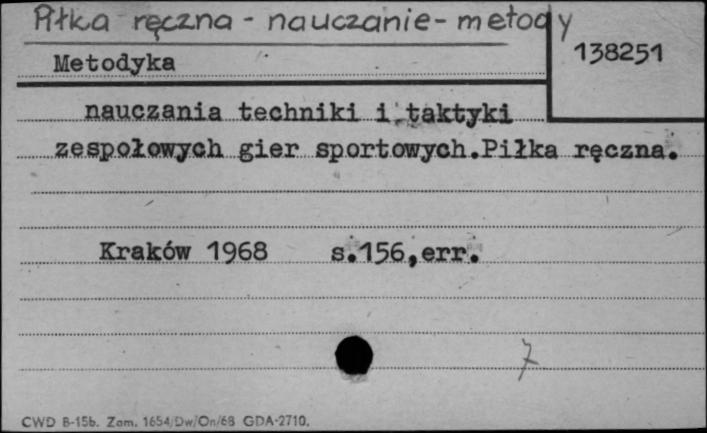 Piłka ręczna - nauczanie - metody
138251
Metodyka
nauczania techniki i taktyki
zespołowych gier sportowych.Piłka ręczna.
Kraków 1968 s.156,err.
7
CWD B-15b. Zam. 1654/Dw/On/68 GDA-2710.